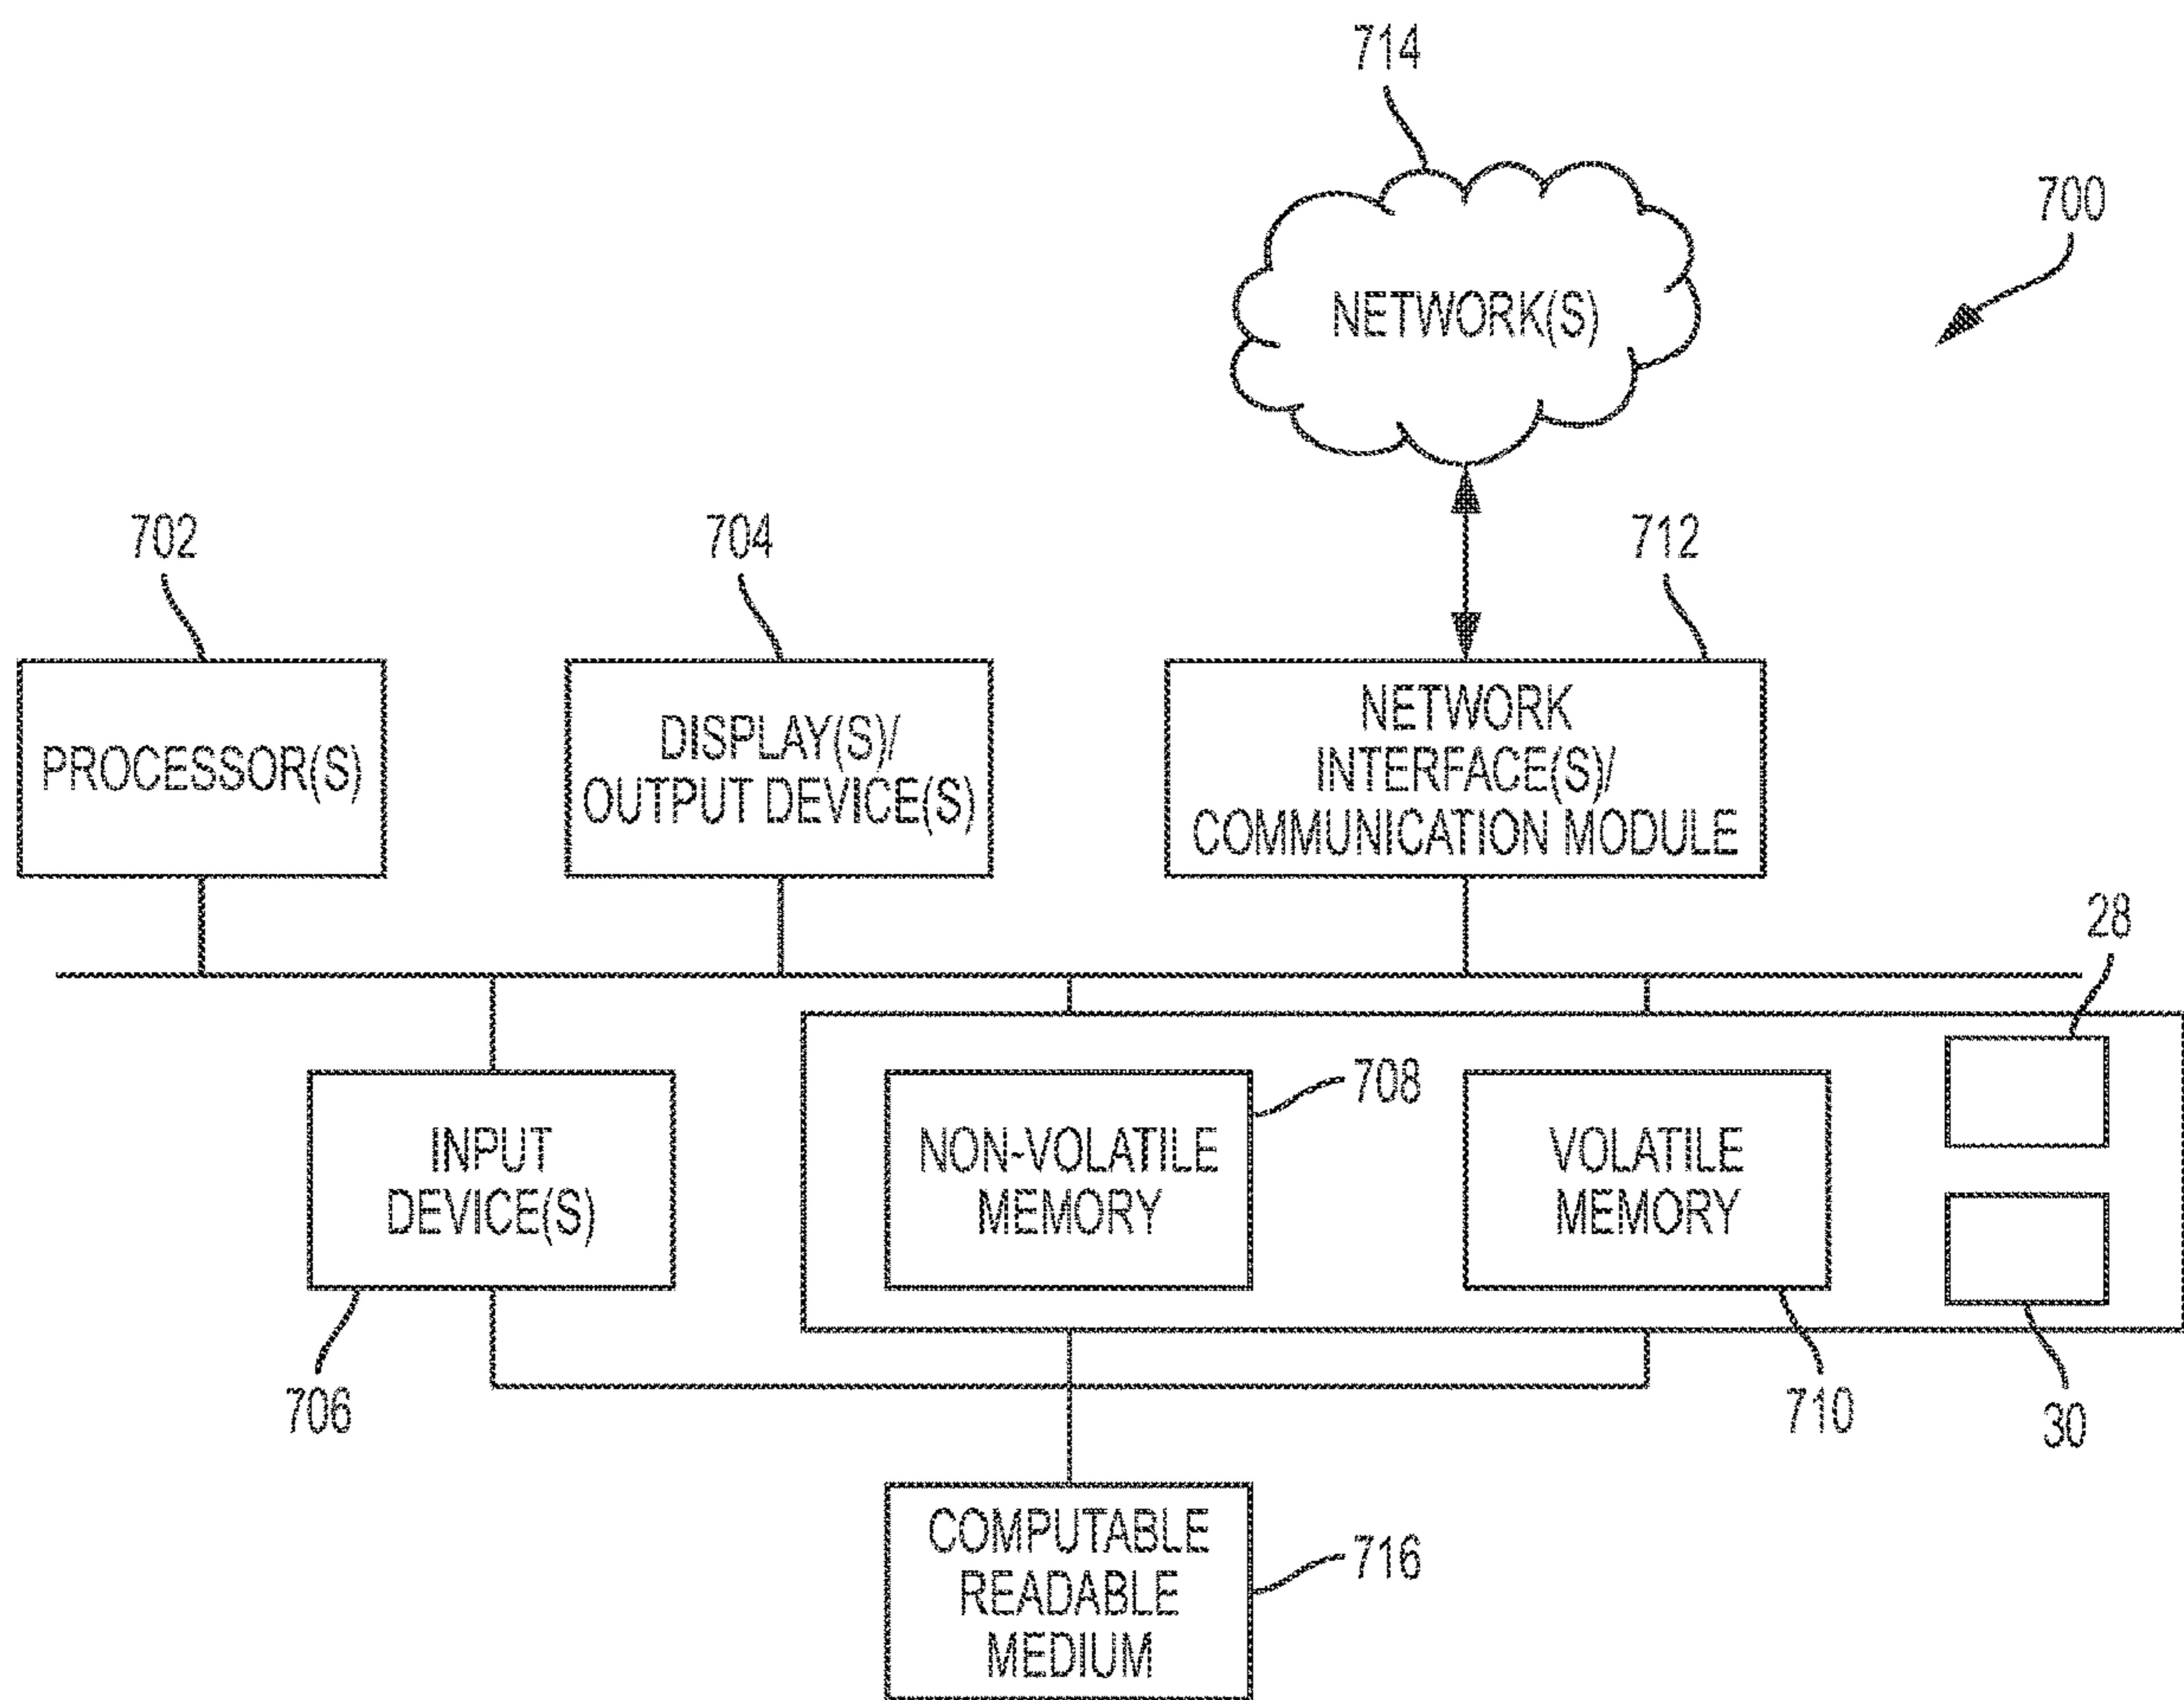 714
700
NETWORK(S)
702
704
712
PROCESSOR(S)
DISPLAY(S)/
OUTPUT DEVICE(S)
NETWORK
INTERFACE(S)/
COMMUNICATION MODULE
28
708
INPUT
DEVICE(S)
NON-VOLATILE
MEMORY
VOLATILE
MEMORY
706
710
30
COMPUTABLE
READABLE
MEDIUM
716